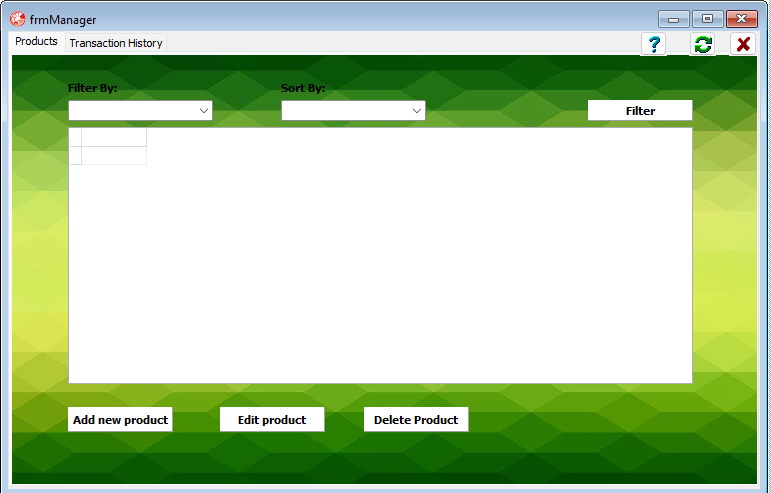 frmManager
Products Transaction History ?
Filter By: Sort By:
Filter
Add new product Edit product Delete Product